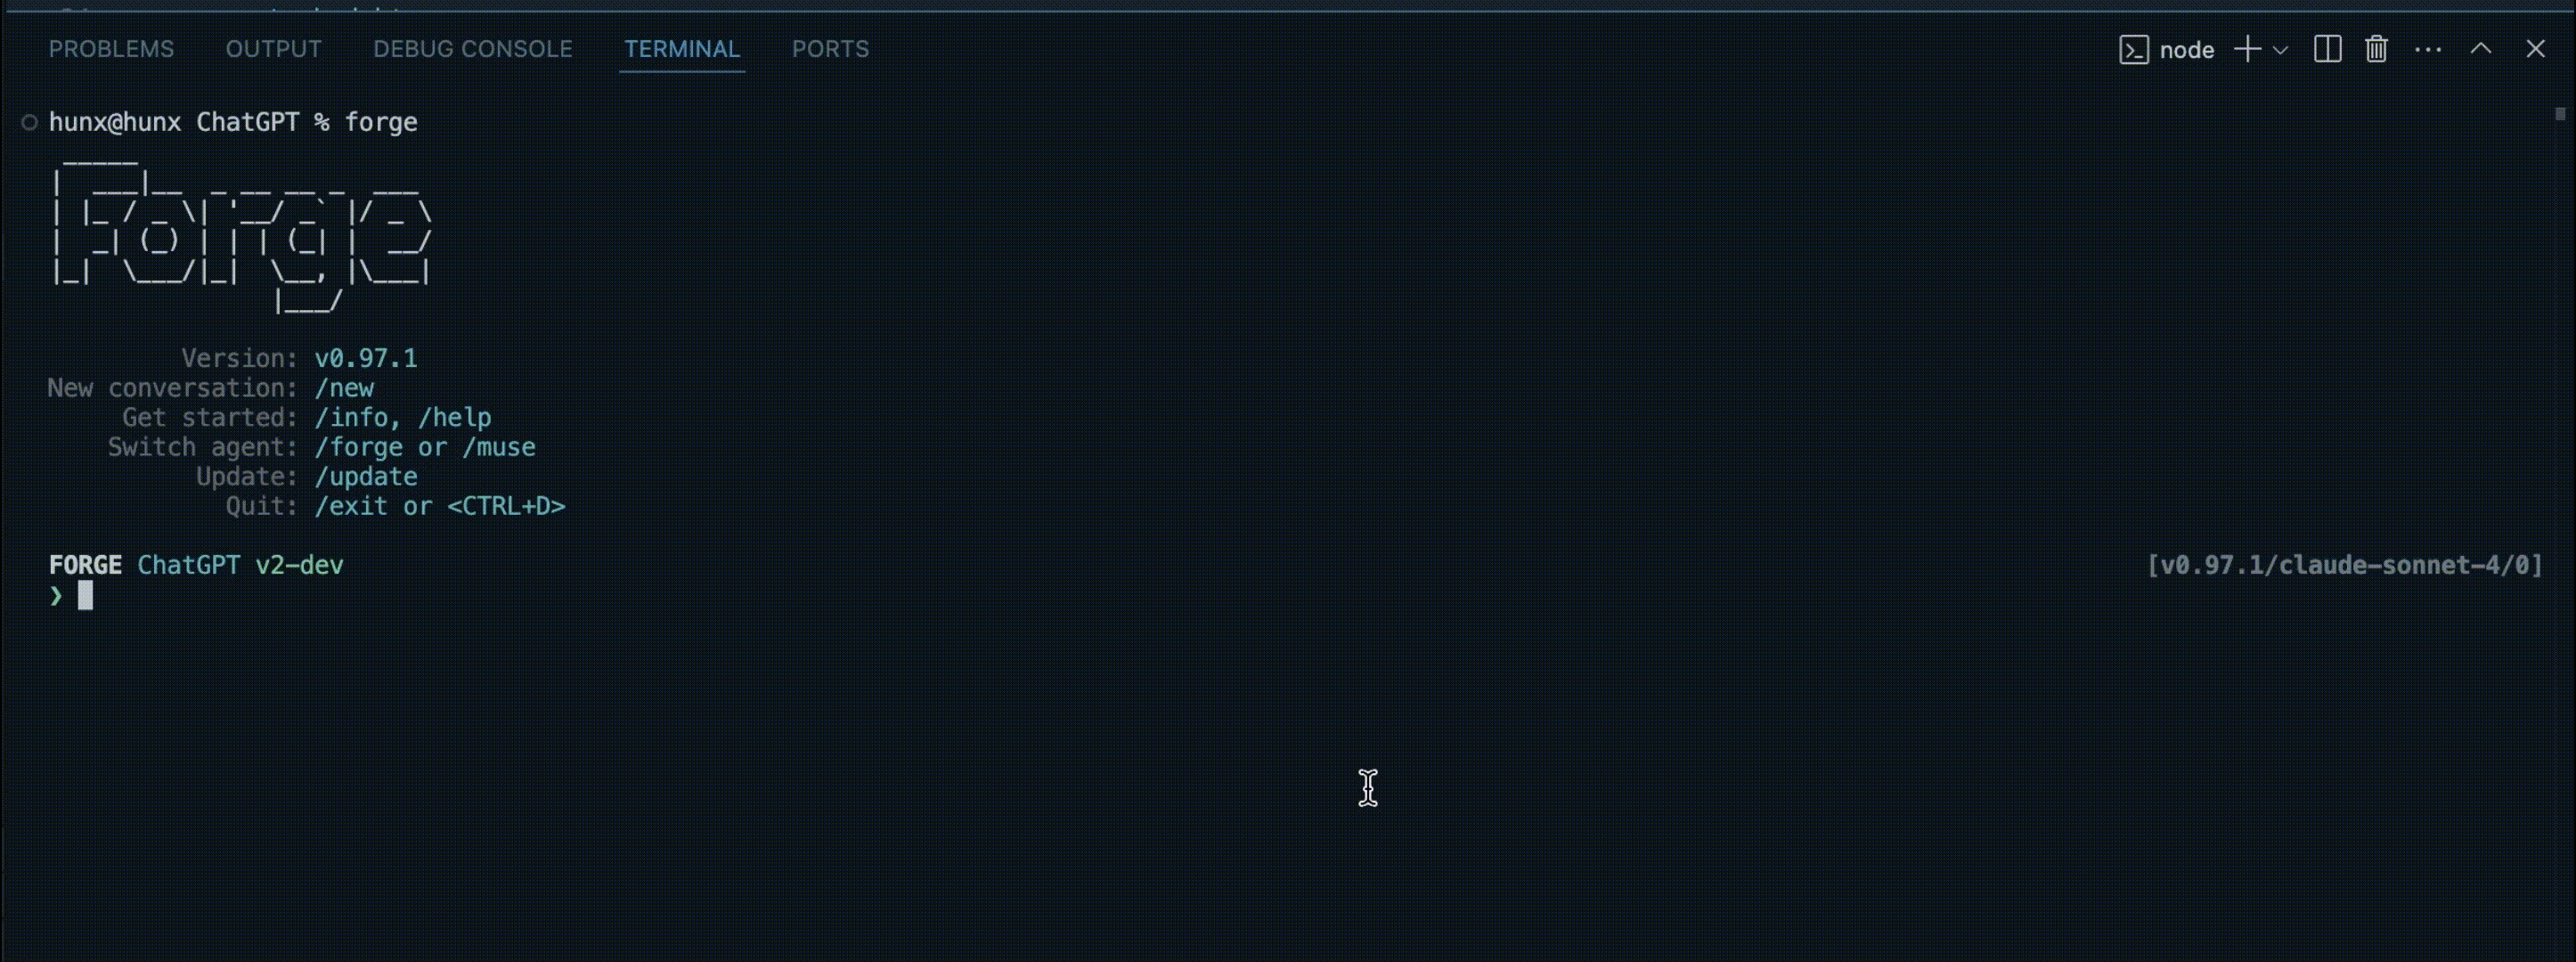 PROBLEMS OUTPUT DEBUG CONSOLE TERMINAL PORTS node
hunx@hunx ChatGPT % forge
Forge
Version: v0.97.1
New conversation: /new
Get started: /info, /help
Switch agent: /forge or /muse
Update: /update
Quit: /exit or <CTRL+D>
FORGE ChatGPT v2-dev [v0.97.1/claude-sonnet-4/0]
❯